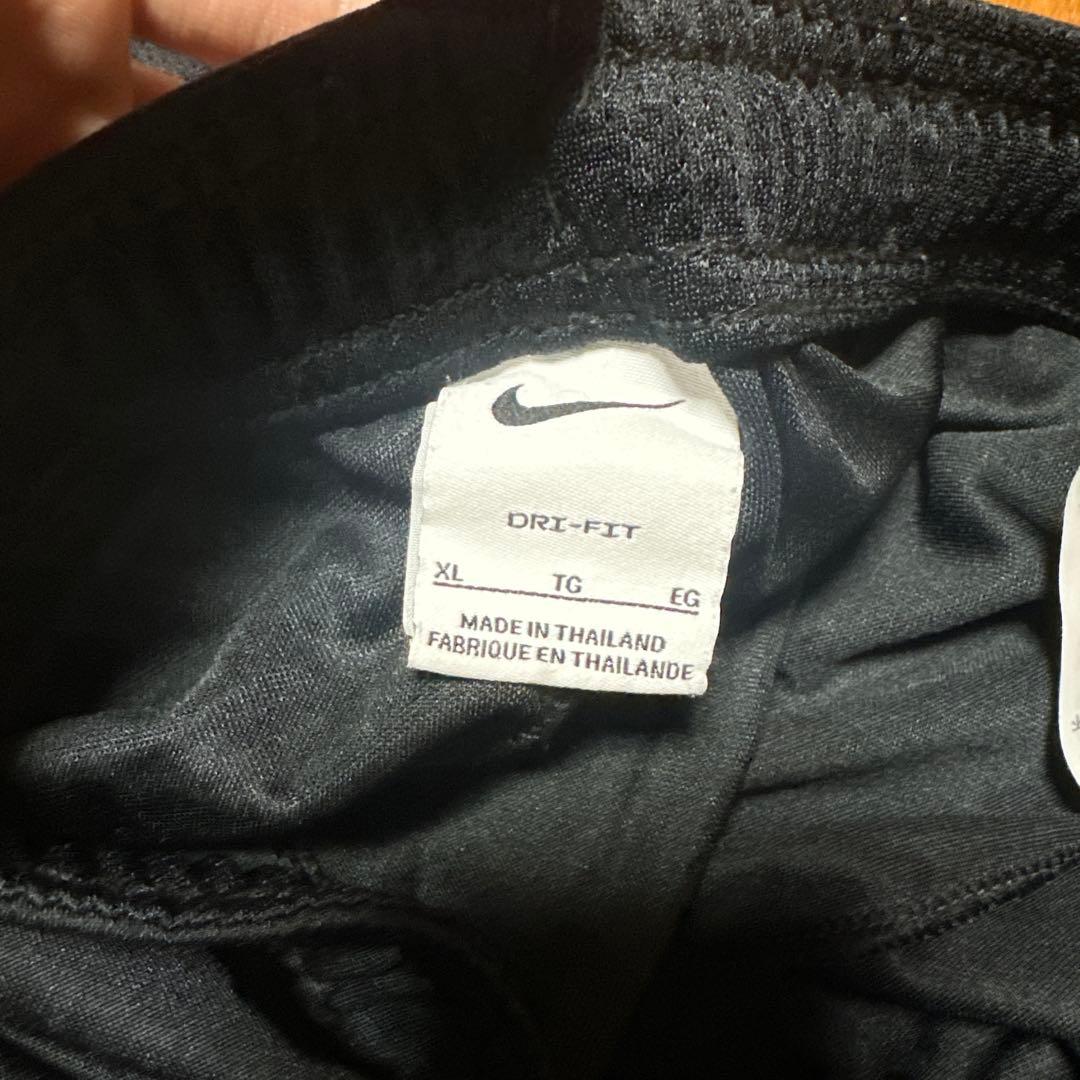 DRI-FIT
XL TG EG
MADE IN THAILAND
FABRIQUE EN THAILANDE